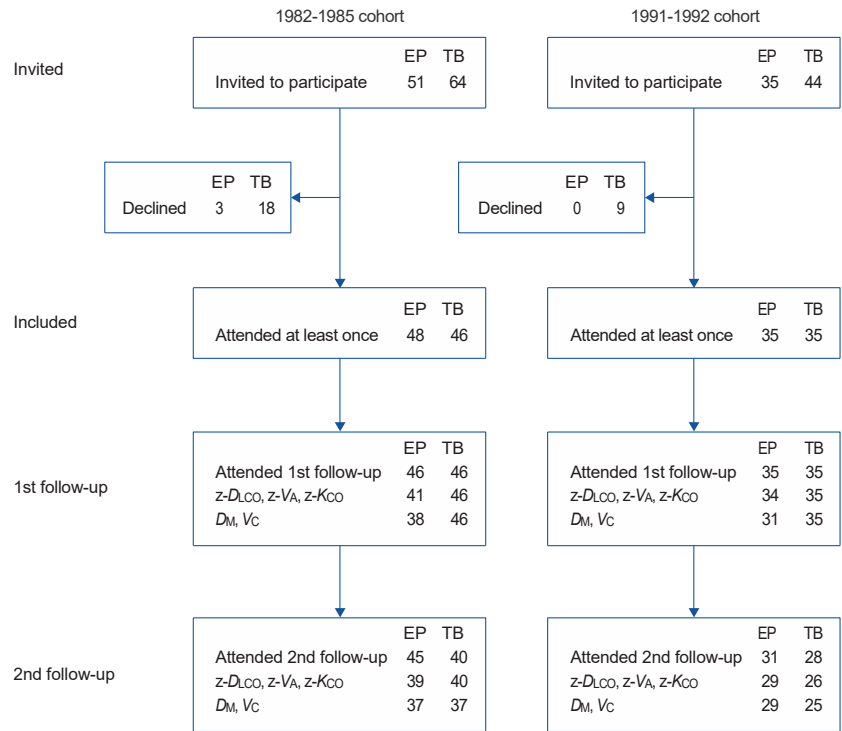 1982-1985 cohort 1991-1992 cohort
Invited
EP TB
Invited to participate 51 64
EP TB
Invited to participate 35 44
EP TB
Declined 3 18
EP TB
Declined 0 9
Included
EP TB
Attended at least once 48 46
EP TB
Attended at least once 35 35
1st follow-up
EP TB
Attended 1st follow-up 46 46
z-DLCO, z-VA, z-KCO 41 46
DM, VC 38 46
EP TB
Attended 1st follow-up 35 35
z-DLCO, z-VA, z-KCO 34 35
DM, VC 31 35
2nd follow-up
EP TB
Attended 2nd follow-up 45 40
z-DLCO, z-VA, z-KCO 39 40
DM, VC 37 37
EP TB
Attended 2nd follow-up 31 28
z-DLCO, z-VA, z-KCO 29 26
DM, VC 29 25